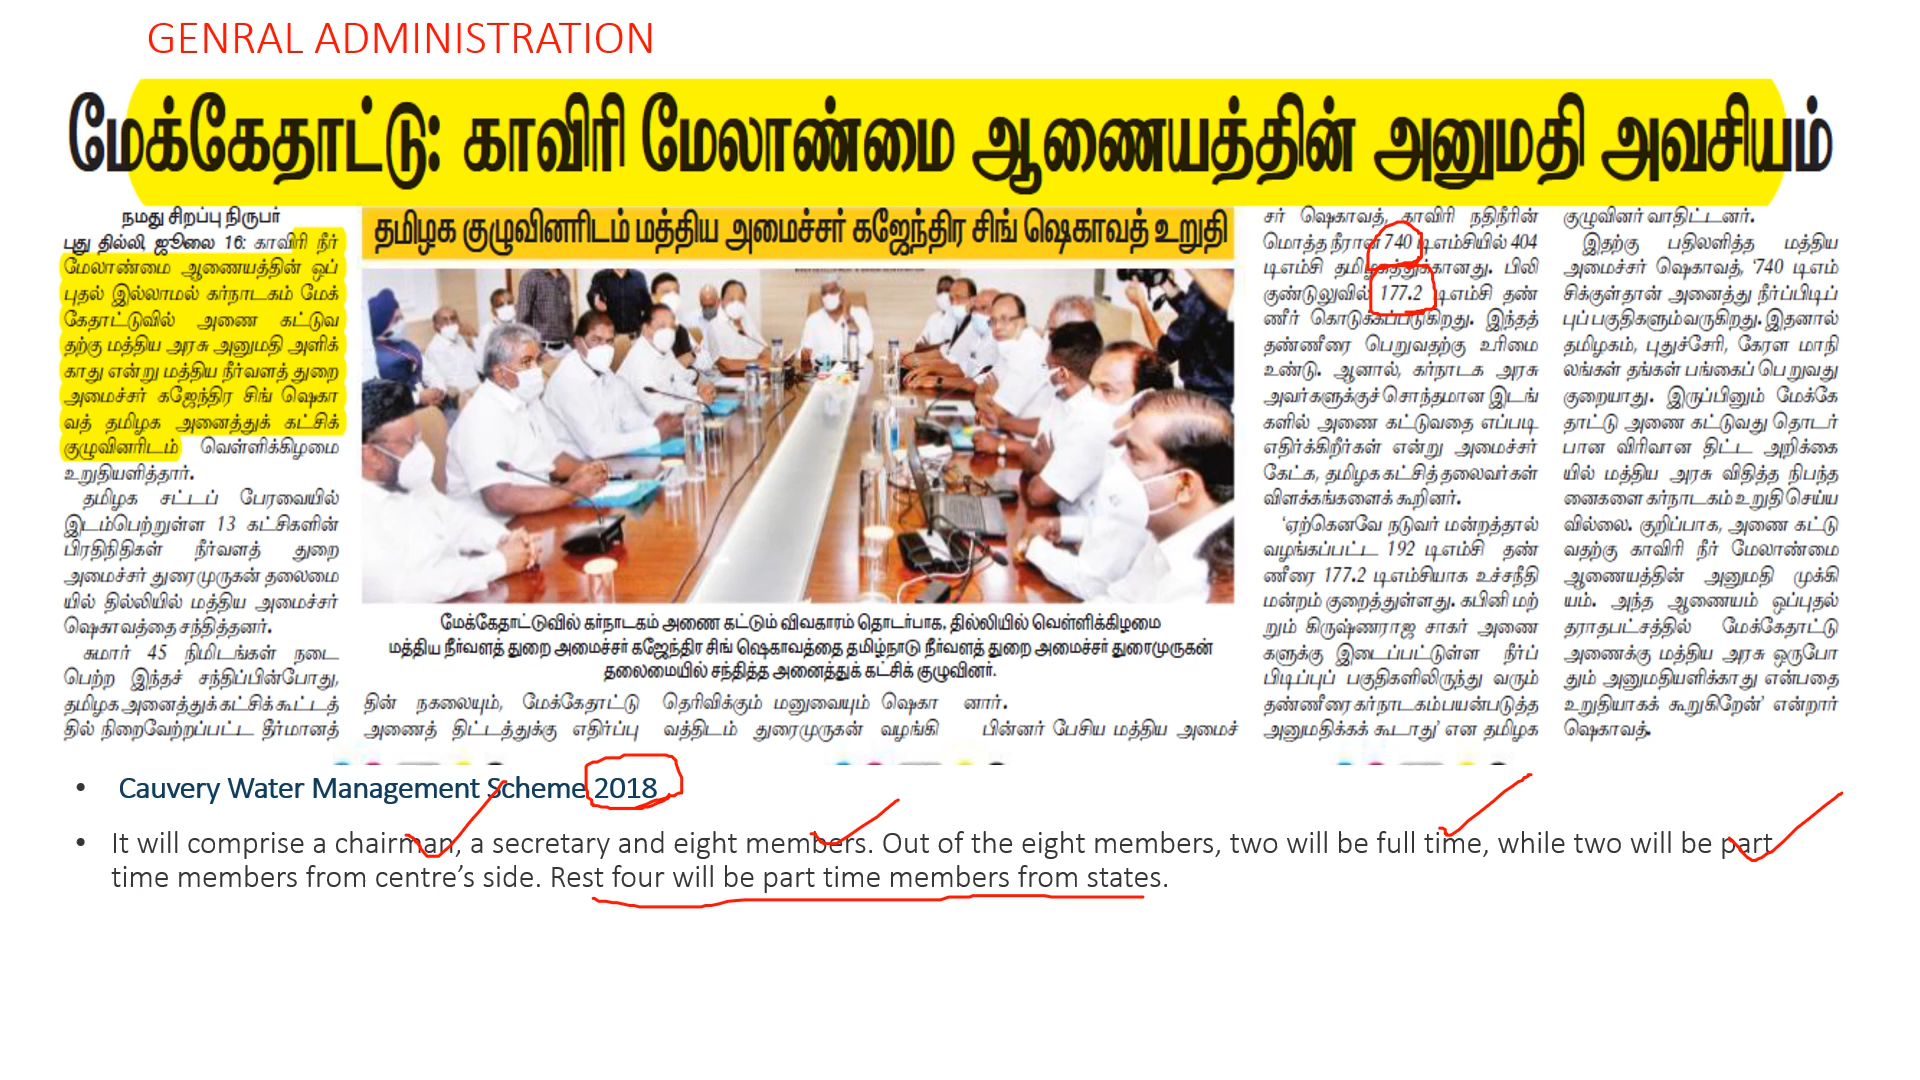 GENRAL ADMINISTRATION
மேக்கேதாட்டு: காவிரி மேலாண்மை ஆணையத்தின் அனுமதி அவசியம்
நமது சிறப்பு நிருபர்
புது தில்லி, ஜூலை 16: காவிரி நீர்
மேலாண்மை ஆணையத்தின் ஒப்
புதல் இல்லாமல் கர்நாடகம் மேக்
கேதாட்டுவில் அணை கட்டுவ
தற்கு மத்திய அரசு அனுமதி அளிக்
காது என்று மத்திய நீர்வளத் துறை
அமைச்சர் கஜேந்திர சிங் ஷெகா
வத் தமிழக அனைத்துக் கட்சிக்
குழுவினரிடம் வெள்ளிக்கிழமை
உறுதியளித்தார்.
தமிழக சட்டப் பேரவையில்
இடம்பெற்றுள்ள 13 கட்சிகளின்
பிரதிநிதிகள் நீர்வளத் துறை
அமைச்சர் துரைமுருகன் தலைமை
யில் தில்லியில் மத்திய அமைச்சர்
ஷெகாவத்தை சந்தித்தனர்.
சுமார் 45 நிமிடங்கள் நடை
பெற்ற இந்தச் சந்திப்பின்போது,
தமிழக அனைத்துக் கட்சிக் கூட்டத்
தில் நிறைவேற்றப்பட்ட தீர்மானத்
தமிழக குழுவினரிடம் மத்திய அமைச்சர் கஜேந்திர சிங் ஷெகாவத் உறுதி
மேக்கேதாட்டுவில் கர்நாடகம் அணை கட்டும் விவகாரம் தொடர்பாக, தில்லியில் வெள்ளிக்கிழமை
மத்திய நீர்வளத் துறை அமைச்சர் கஜேந்திர சிங் ஷெகாவத்தை தமிழ்நாடு நீர்வளத் துறை அமைச்சர் துரைமுருகன்
தலைமையில் சந்தித்த அனைத்துக் கட்சிக் குழுவினர்.
தின் நகலையும், மேக்கேதாட்டு
அணைத் திட்டத்துக்கு எதிர்ப்பு
தெரிவிக்கும் மனுவையும் ஷெகா
வத்திடம் துரைமுருகன் வழங்கி
னார்.
பின்னர் பேசிய மத்திய அமைச்
சர் ஷெகாவத், காவிரி நதிநீரின்
மொத்த நீரான 740 டிஎம்சியில் 404
டிஎம்சி தமிழகத்துக்கானது. பிலி
குண்டுலுவில் 177.2 டிஎம்சி தண்
ணீர் கொடுக்கப்படுகிறது. இந்தத்
தண்ணீரை பெறுவதற்கு உரிமை
உண்டு. ஆனால், கர்நாடக அரசு
அவர்களுக்குச் சொந்தமான இடங்
களில் அணை கட்டுவதை எப்படி
எதிர்க்கிறீர்கள் என்று அமைச்சர்
கேட்க, தமிழக கட்சித் தலைவர்கள்
விளக்கங்களைக் கூறினர்.
'ஏற்கெனவே நடுவர் மன்றத்தால்
வழங்கப்பட்ட 192 டிஎம்சி தண்
ணீரை 177.2 டிஎம்சியாக உச்சநீதி
மன்றம் குறைத்துள்ளது. கபினி மற்
றும் கிருஷ்ணராஜ சாகர் அணை
களுக்கு இடைப்பட்டுள்ள நீர்ப்
பிடிப்புப் பகுதிகளிலிருந்து வரும்
தண்ணீரை கர்நாடகம் பயன்படுத்த
அனுமதிக்கக் கூடாது' என தமிழக
குழுவினர் வாதிட்டனர்.
இதற்கு பதிலளித்த மத்திய
அமைச்சர் ஷெகாவத், '740 டிஎம்
சிக்குள்தான் அனைத்து நீர்ப்பிடிப்
புப் பகுதிகளும் வருகிறது. இதனால்
தமிழகம், புதுச்சேரி, கேரள மாநி
லங்கள் தங்கள் பங்கைப் பெறுவது
குறையாது. இருப்பினும் மேக்கே
தாட்டு அணை கட்டுவது தொடர்
பான விரிவான திட்ட அறிக்கை
யில் மத்திய அரசு விதித்த நிபந்த
னைகளை கர்நாடகம் உறுதி செய்ய
வில்லை. குறிப்பாக, அணை கட்டு
வதற்கு காவிரி நீர் மேலாண்மை
ஆணையத்தின் அனுமதி முக்கி
யம். அந்த ஆணையம் ஒப்புதல்
தராதபட்சத்தில் மேக்கேதாட்டு
அணைக்கு மத்திய அரசு ஒருபோ
தும் அனுமதியளிக்காது என்பதை
உறுதியாகக் கூறுகிறேன்' என்றார்
ஷெகாவத்.
• Cauvery Water Management Scheme 2018
• It will comprise a chairman, a secretary and eight members. Out of the eight members, two will be full time, while two will be part
time members from centre's side. Rest four will be part time members from states.